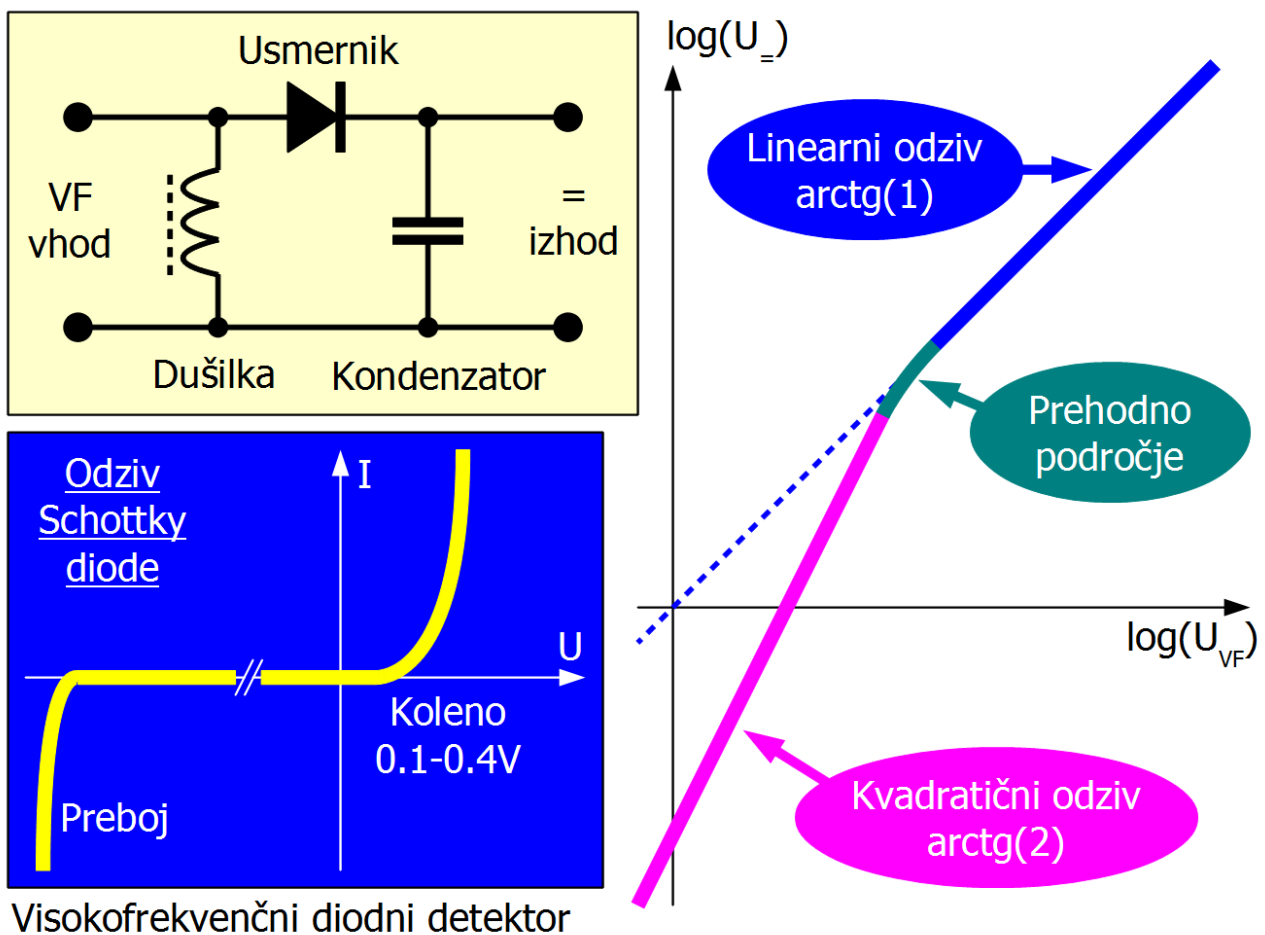 Usmernik
VF
vhod
=
izhod
Dušilka
Kondenzator
Odziv
Schottky
diode
I
U
Koleno
0.1-0.4V
Preboj
Visokofrekvenčni diodni detektor
log(U=)
Linearni odziv
arctg(1)
Prehodno
področje
log(UVF)
Kvadratični odziv
arctg(2)